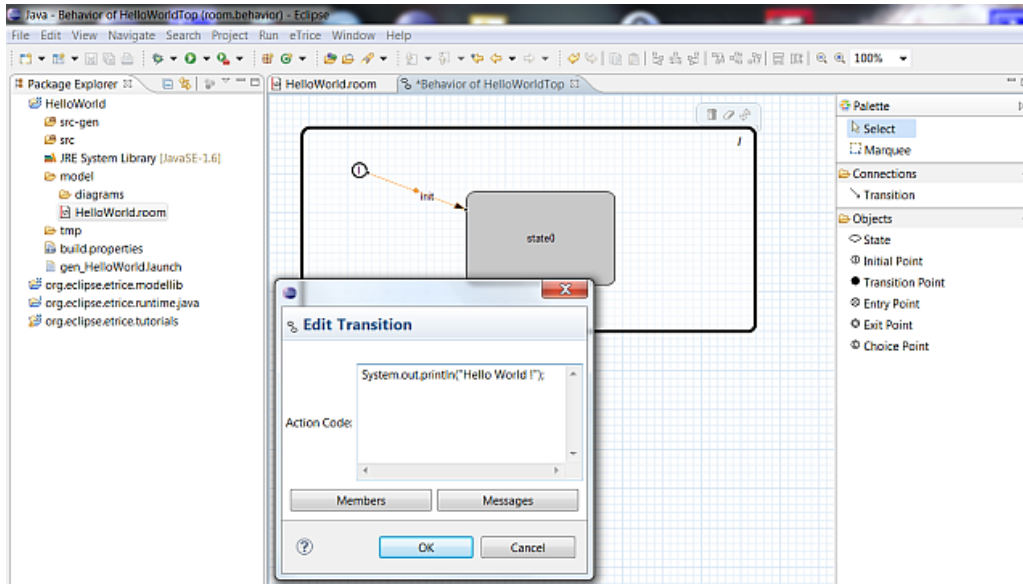 Java - Behavior of HelloWorldTop (room.behavior) - Eclipse
File Edit View Navigate Search Project Run eTrice Window Help
100%
Package Explorer
HelloWorld
src-gen
src
JRE System Library [JavaSE-1.6]
model
diagrams
HelloWorld.room
tmp
build.properties
gen_HelloWorld.launch
org.eclipse.etrice.modellib
org.eclipse.etrice.runtime.java
org.eclipse.etrice.tutorials
HelloWorld.room
*Behavior of HelloWorldTop
/
I
init
state0
Edit Transition
Action Code:
System.out.println("Hello World !");
Members
Messages
OK
Cancel
Palette
Select
Marquee
Connections
Transition
Objects
State
Initial Point
Transition Point
Entry Point
Exit Point
Choice Point